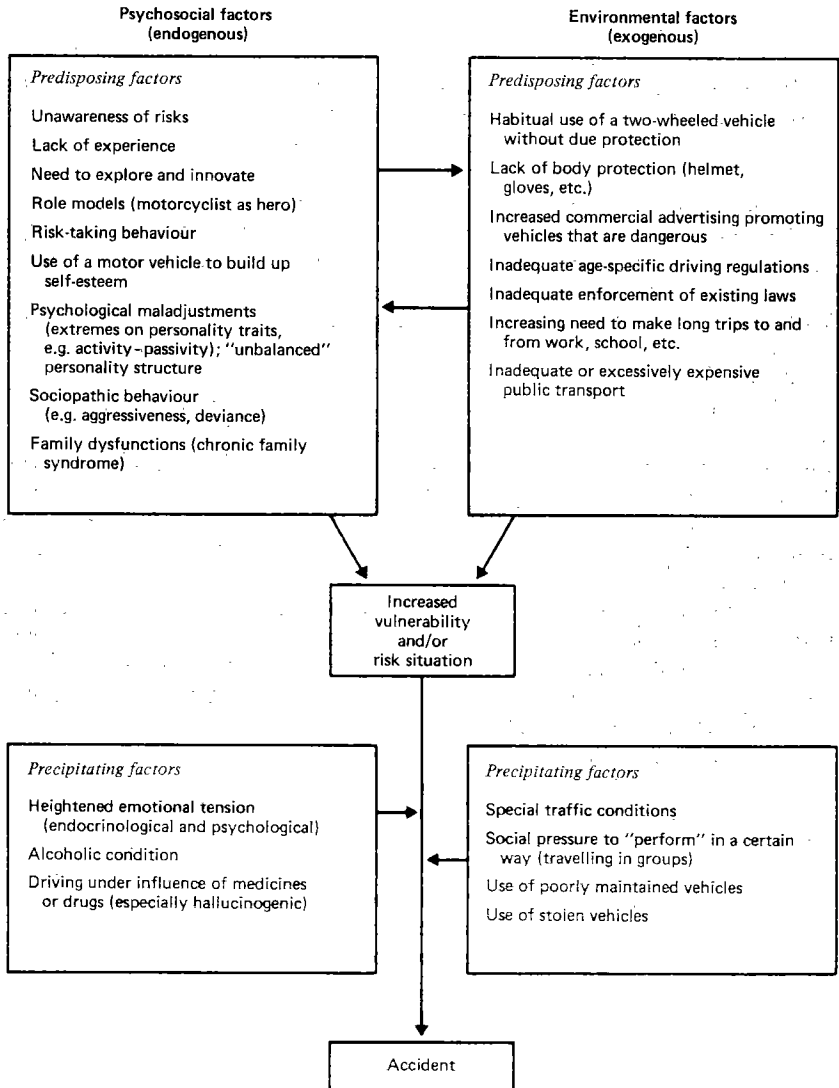 Psychosocial factors
(endogenous)
Environmental factors
(exogenous)
Predisposing factors
Unawareness of risks
Lack of experience
Need to explore and innovate
Role models (motorcyclist as hero)
Risk-taking behaviour
Use of a motor vehicle to build up
self-esteem
Psychological maladjustments
(extremes on personality traits,
e.g. activity–passivity); "unbalanced"
personality structure
Sociopathic behaviour
(e.g. aggressiveness, deviance)
Family dysfunctions (chronic family
syndrome)
Predisposing factors
Habitual use of a two-wheeled vehicle
without due protection
Lack of body protection (helmet,
gloves, etc.)
Increased commercial advertising promoting
vehicles that are dangerous
Inadequate age-specific driving regulations
Inadequate enforcement of existing laws
Increasing need to make long trips to and
from work, school, etc.
Inadequate or excessively expensive
public transport
Increased
vulnerability
and/or
risk situation
Precipitating factors
Heightened emotional tension
(endocrinological and psychological)
Alcoholic condition
Driving under influence of medicines
or drugs (especially hallucinogenic)
Precipitating factors
Special traffic conditions
Social pressure to "perform" in a certain
way (travelling in groups)
Use of poorly maintained vehicles
Use of stolen vehicles
Accident